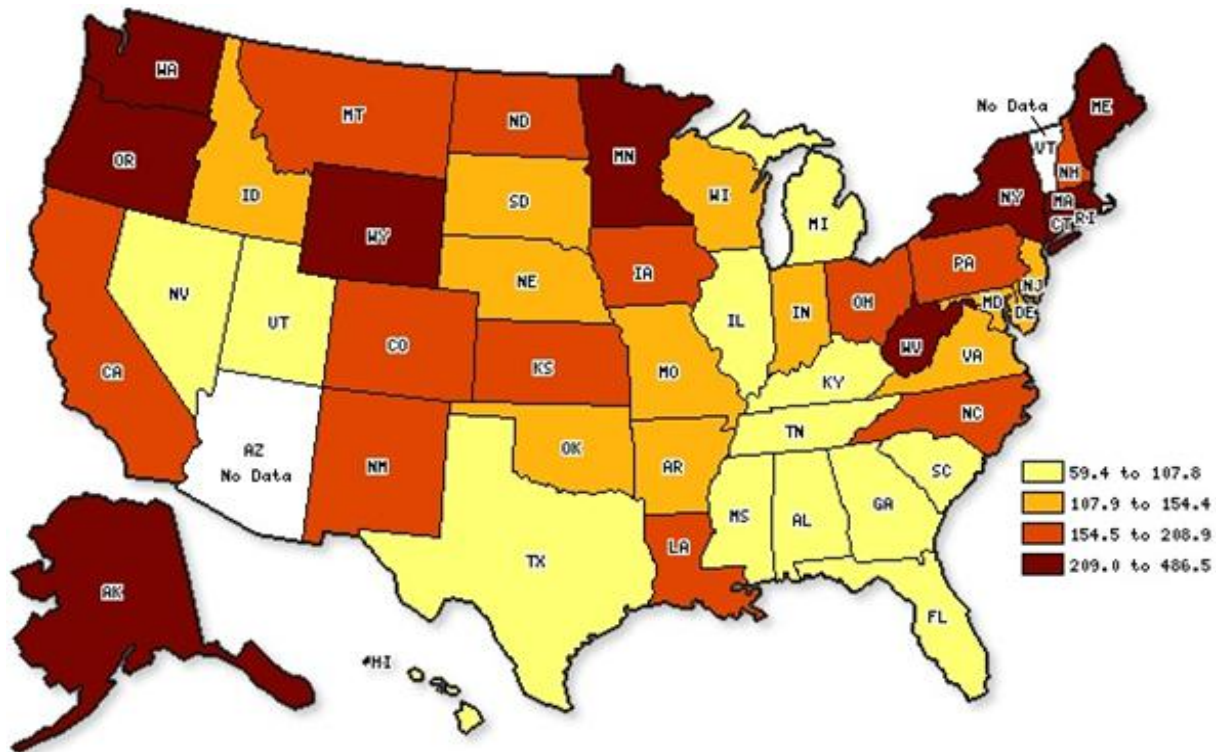 WA
MT
ND
MN
No Data
ME
VT
OR
ID
SD
WI
NH
NY
MA
CT
RI
WY
MI
IA
PA
NE
NJ
NV
UT
IL
IN
OH
MD
DE
CO
WV
VA
CA
KS
MO
KY
NC
TN
AZ
No Data
NM
OK
AR
SC
MS
AL
GA
TX
LA
59.4 to 107.8
107.9 to 154.4
154.5 to 208.9
209.0 to 486.5
AK
FL
HI